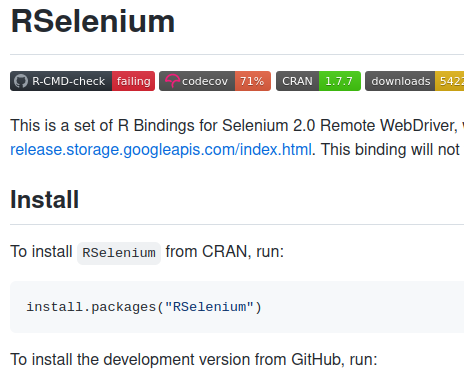 RSelenium
R-CMD-check failing codecov 71% CRAN 1.7.7 downloads 5422
This is a set of R Bindings for Selenium 2.0 Remote WebDriver,
release.storage.googleapis.com/index.html. This binding will not
Install
To install RSelenium from CRAN, run:
install.packages("RSelenium")
To install the development version from GitHub, run: